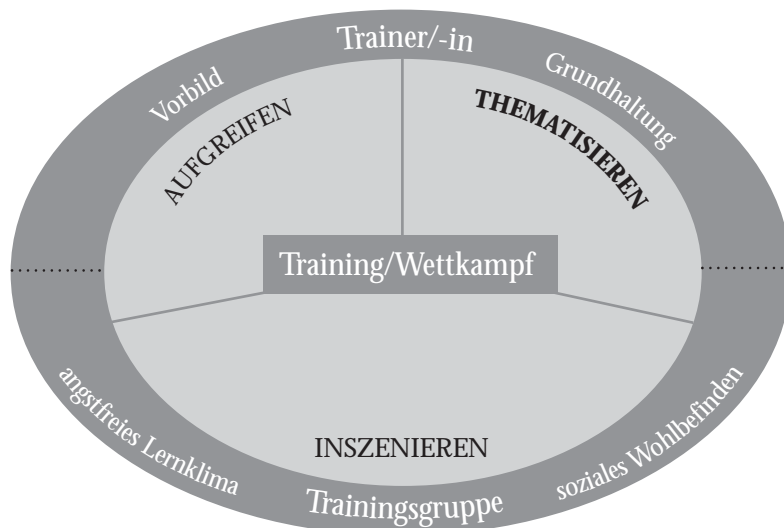 Trainer/-in
Vorbild
Grundhaltung
AUFGREIFEN
THEMATISIEREN
Training/Wettkampf
angstfreies Lernklima
INSZENIEREN
soziales Wohlbefinden
Trainingsgruppe